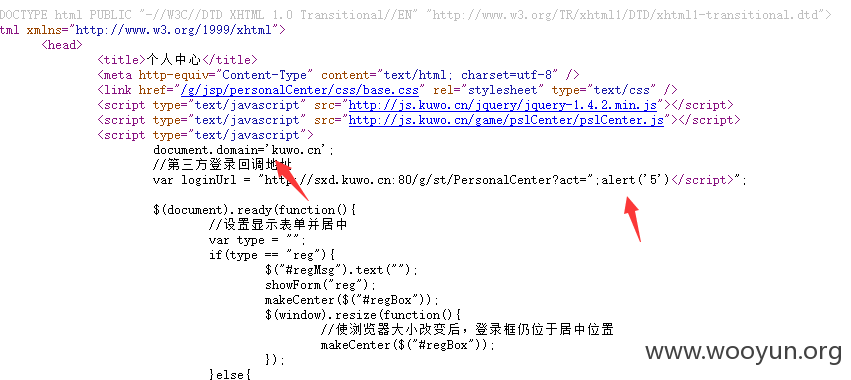 DOCTYPE html PUBLIC "-//W3C//DTD XHTML 1.0 Transitional//EN" "http://www.w3.org/TR/xhtml1/DTD/xhtml1-transitional.dtd">
tml xmlns="http://www.w3.org/1999/xhtml">
<head>
<title>个人中心</title>
<meta http-equiv="Content-Type" content="text/html; charset=utf-8" />
<link href="/g/jsp/personalCenter/css/base.css" rel="stylesheet" type="text/css" />
<script type="text/javascript" src="http://js.kuwo.cn/jquery/jquery-1.4.2.min.js"></script>
<script type="text/javascript" src="http://js.kuwo.cn/game/pslCenter/pslCenter.js"></script>
<script type="text/javascript">
document.domain='kuwo.cn';
//第三方登录回调地址
var loginUrl = "http://sxd.kuwo.cn:80/g/st/PersonalCenter?act=";alert('5')</script>";
$(document).ready(function(){
//设置显示表单并居中
var type = "";
if(type == "reg"){
$("#regMsg").text("");
showForm("reg");
makeCenter($("#regBox"));
$(window).resize(function(){
//使浏览器大小改变后，登录框仍位于居中位置
makeCenter($("#regBox"));
});
}else{
www.wooyun.org